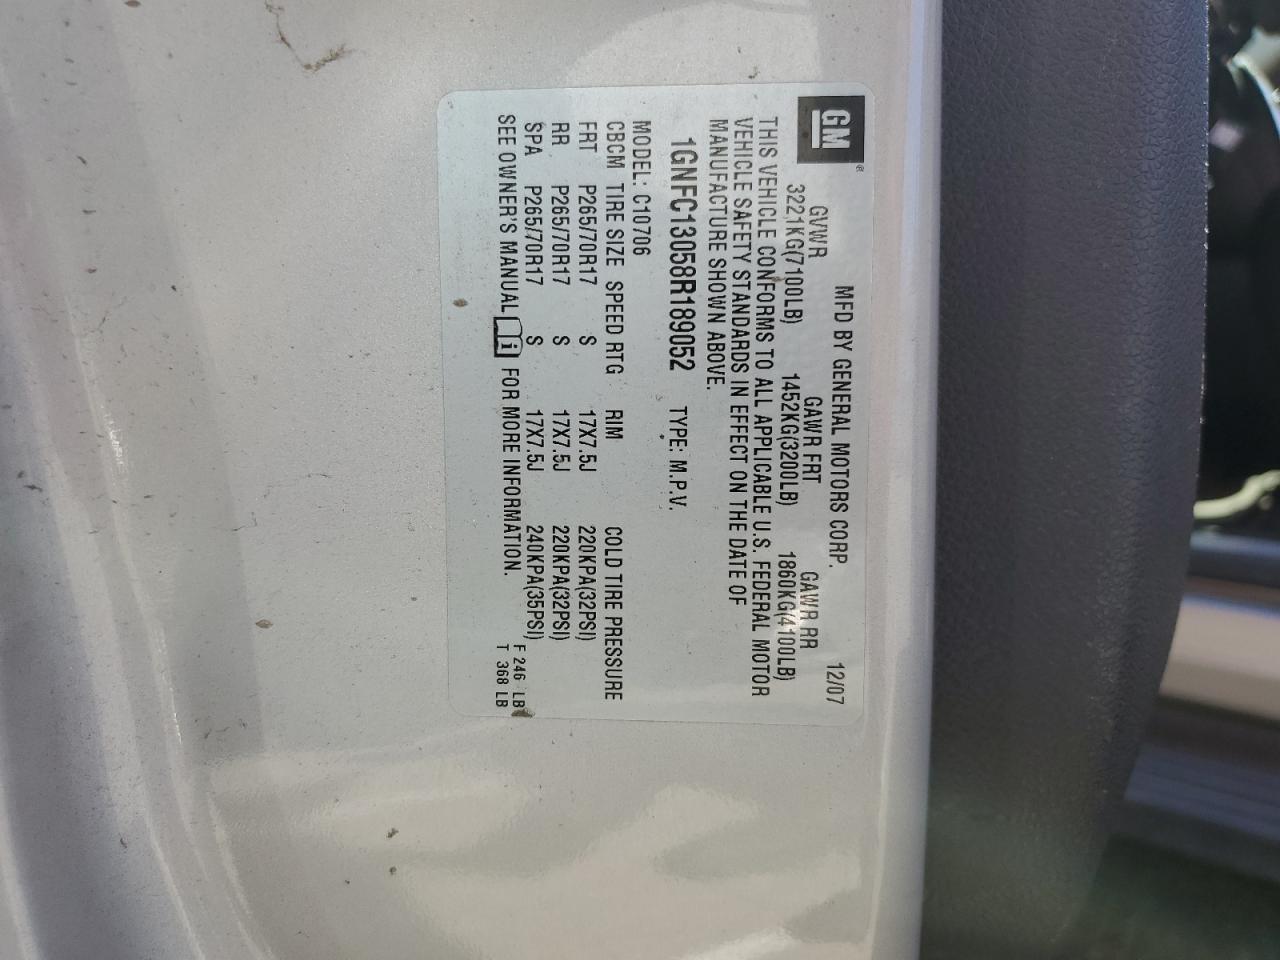 GM ®
MFD BY GENERAL MOTORS CORP. 12/07
GVWR GAWR FRT GAWR RR
3221KG(7100LB) 1452KG(3200LB) 1860KG(4100LB)
THIS VEHICLE CONFORMS TO ALL APPLICABLE U.S. FEDERAL MOTOR
VEHICLE SAFETY STANDARDS IN EFFECT ON THE DATE OF
MANUFACTURE SHOWN ABOVE.
1GNFC13058R189052 TYPE: M.P.V.
MODEL: C10706
CBCM TIRE SIZE SPEED RTG RIM COLD TIRE PRESSURE
FRT P265/70R17 S 17X7.5J 220KPA(32PSI)
RR P265/70R17 S 17X7.5J 220KPA(32PSI)
SPA P265/70R17 S 17X7.5J 240KPA(35PSI)
SEE OWNER'S MANUAL i FOR MORE INFORMATION.
F 246 LB
T 368 LB